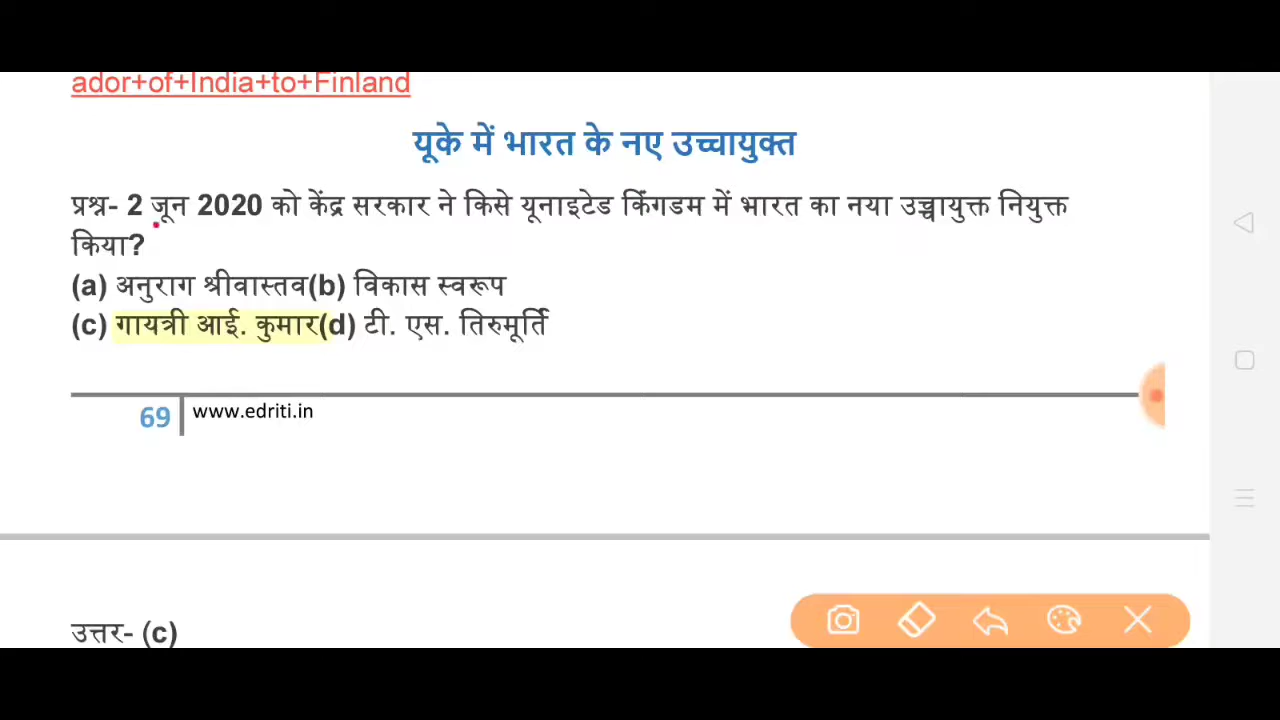 ador+of+India+to+Finland
यूके में भारत के नए उच्चायुक्त
प्रश्न- 2 जून 2020 को केंद्र सरकार ने किसे यूनाइटेड किंगडम में भारत का नया उच्चायुक्त नियुक्त
किया?
(a) अनुराग श्रीवास्तव(b) विकास स्वरूप
(c) गायत्री आई. कुमार(d) टी. एस. तिरुमूर्ति
69 www.edriti.in
उत्तर- (c)